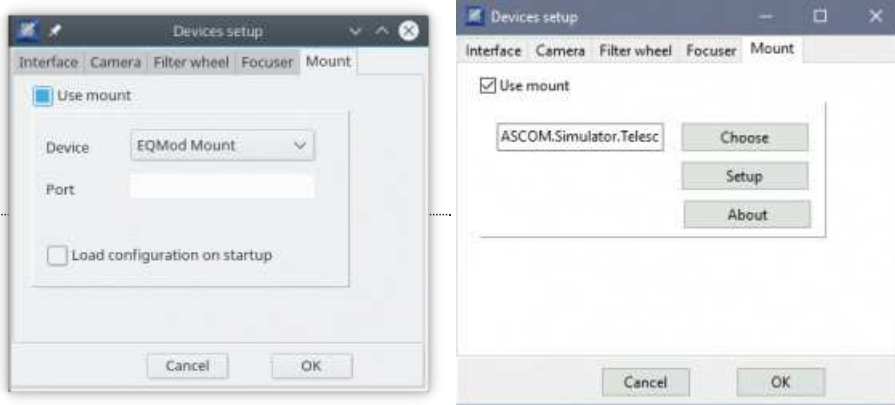 Devices setup
Interface Camera Filter wheel Focuser Mount
Use mount
Device EQMod Mount
Port
Load configuration on startup
Cancel OK
Devices setup
Interface Camera Filter wheel Focuser Mount
Use mount
ASCOM.Simulator.Telesc Choose
Setup
About
Cancel OK